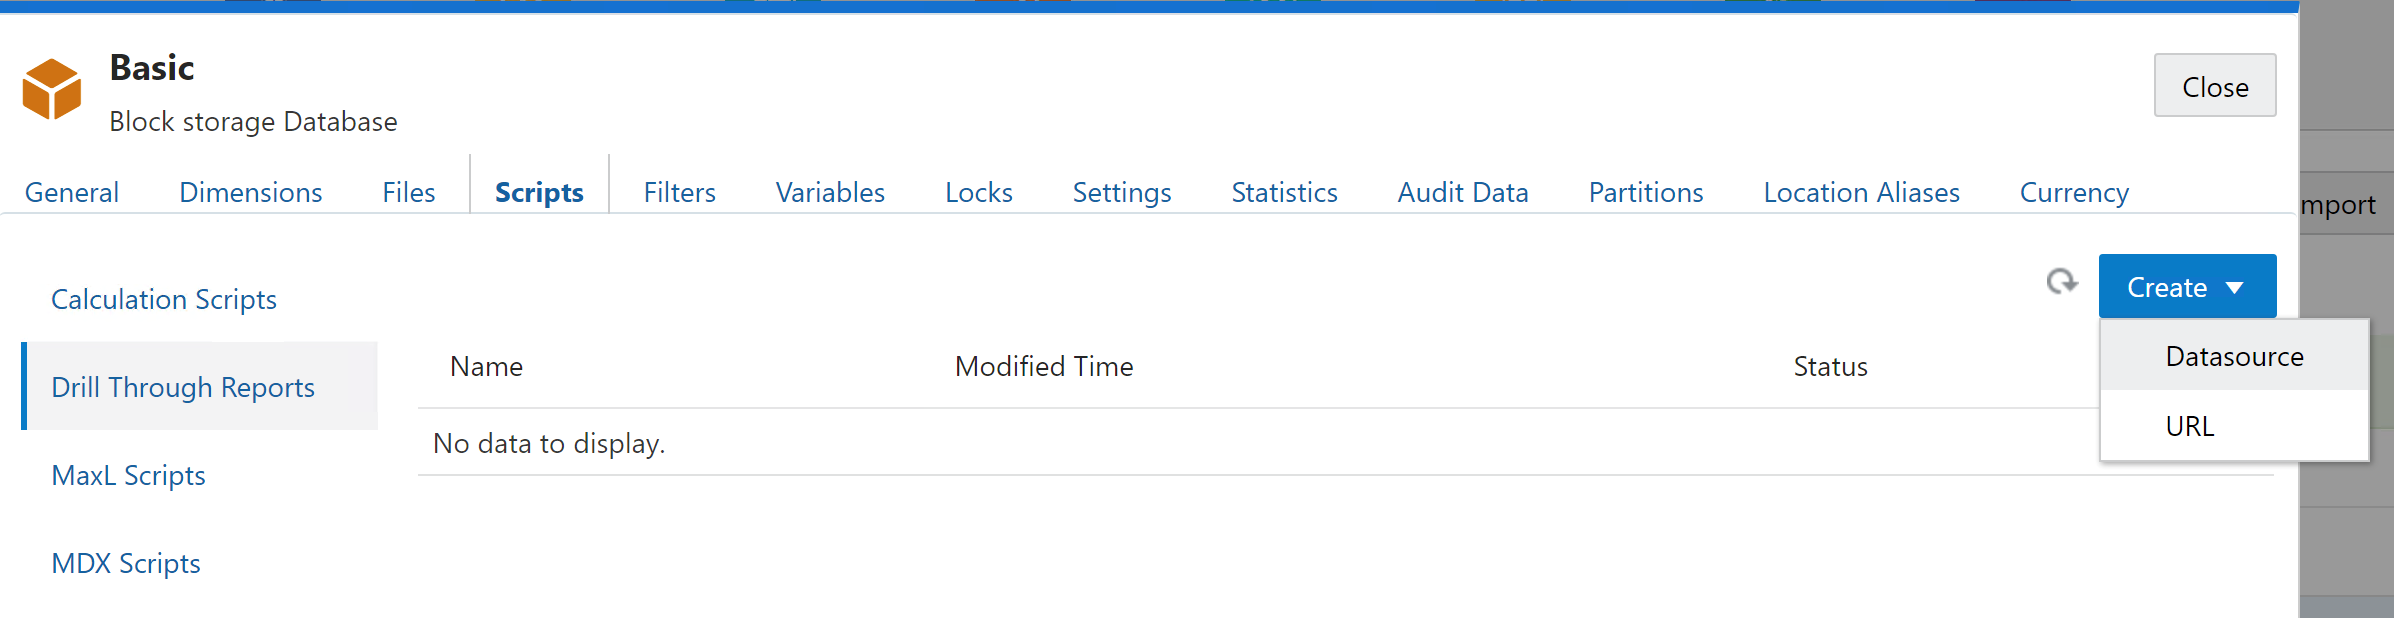 Basic
Block storage Database
Close
General Dimensions Files Scripts Filters Variables Locks Settings Statistics Audit Data Partitions Location Aliases Currency
mport
Calculation Scripts
Drill Through Reports
MaxL Scripts
MDX Scripts
Create
Datasource
URL
Name Modified Time Status
No data to display.